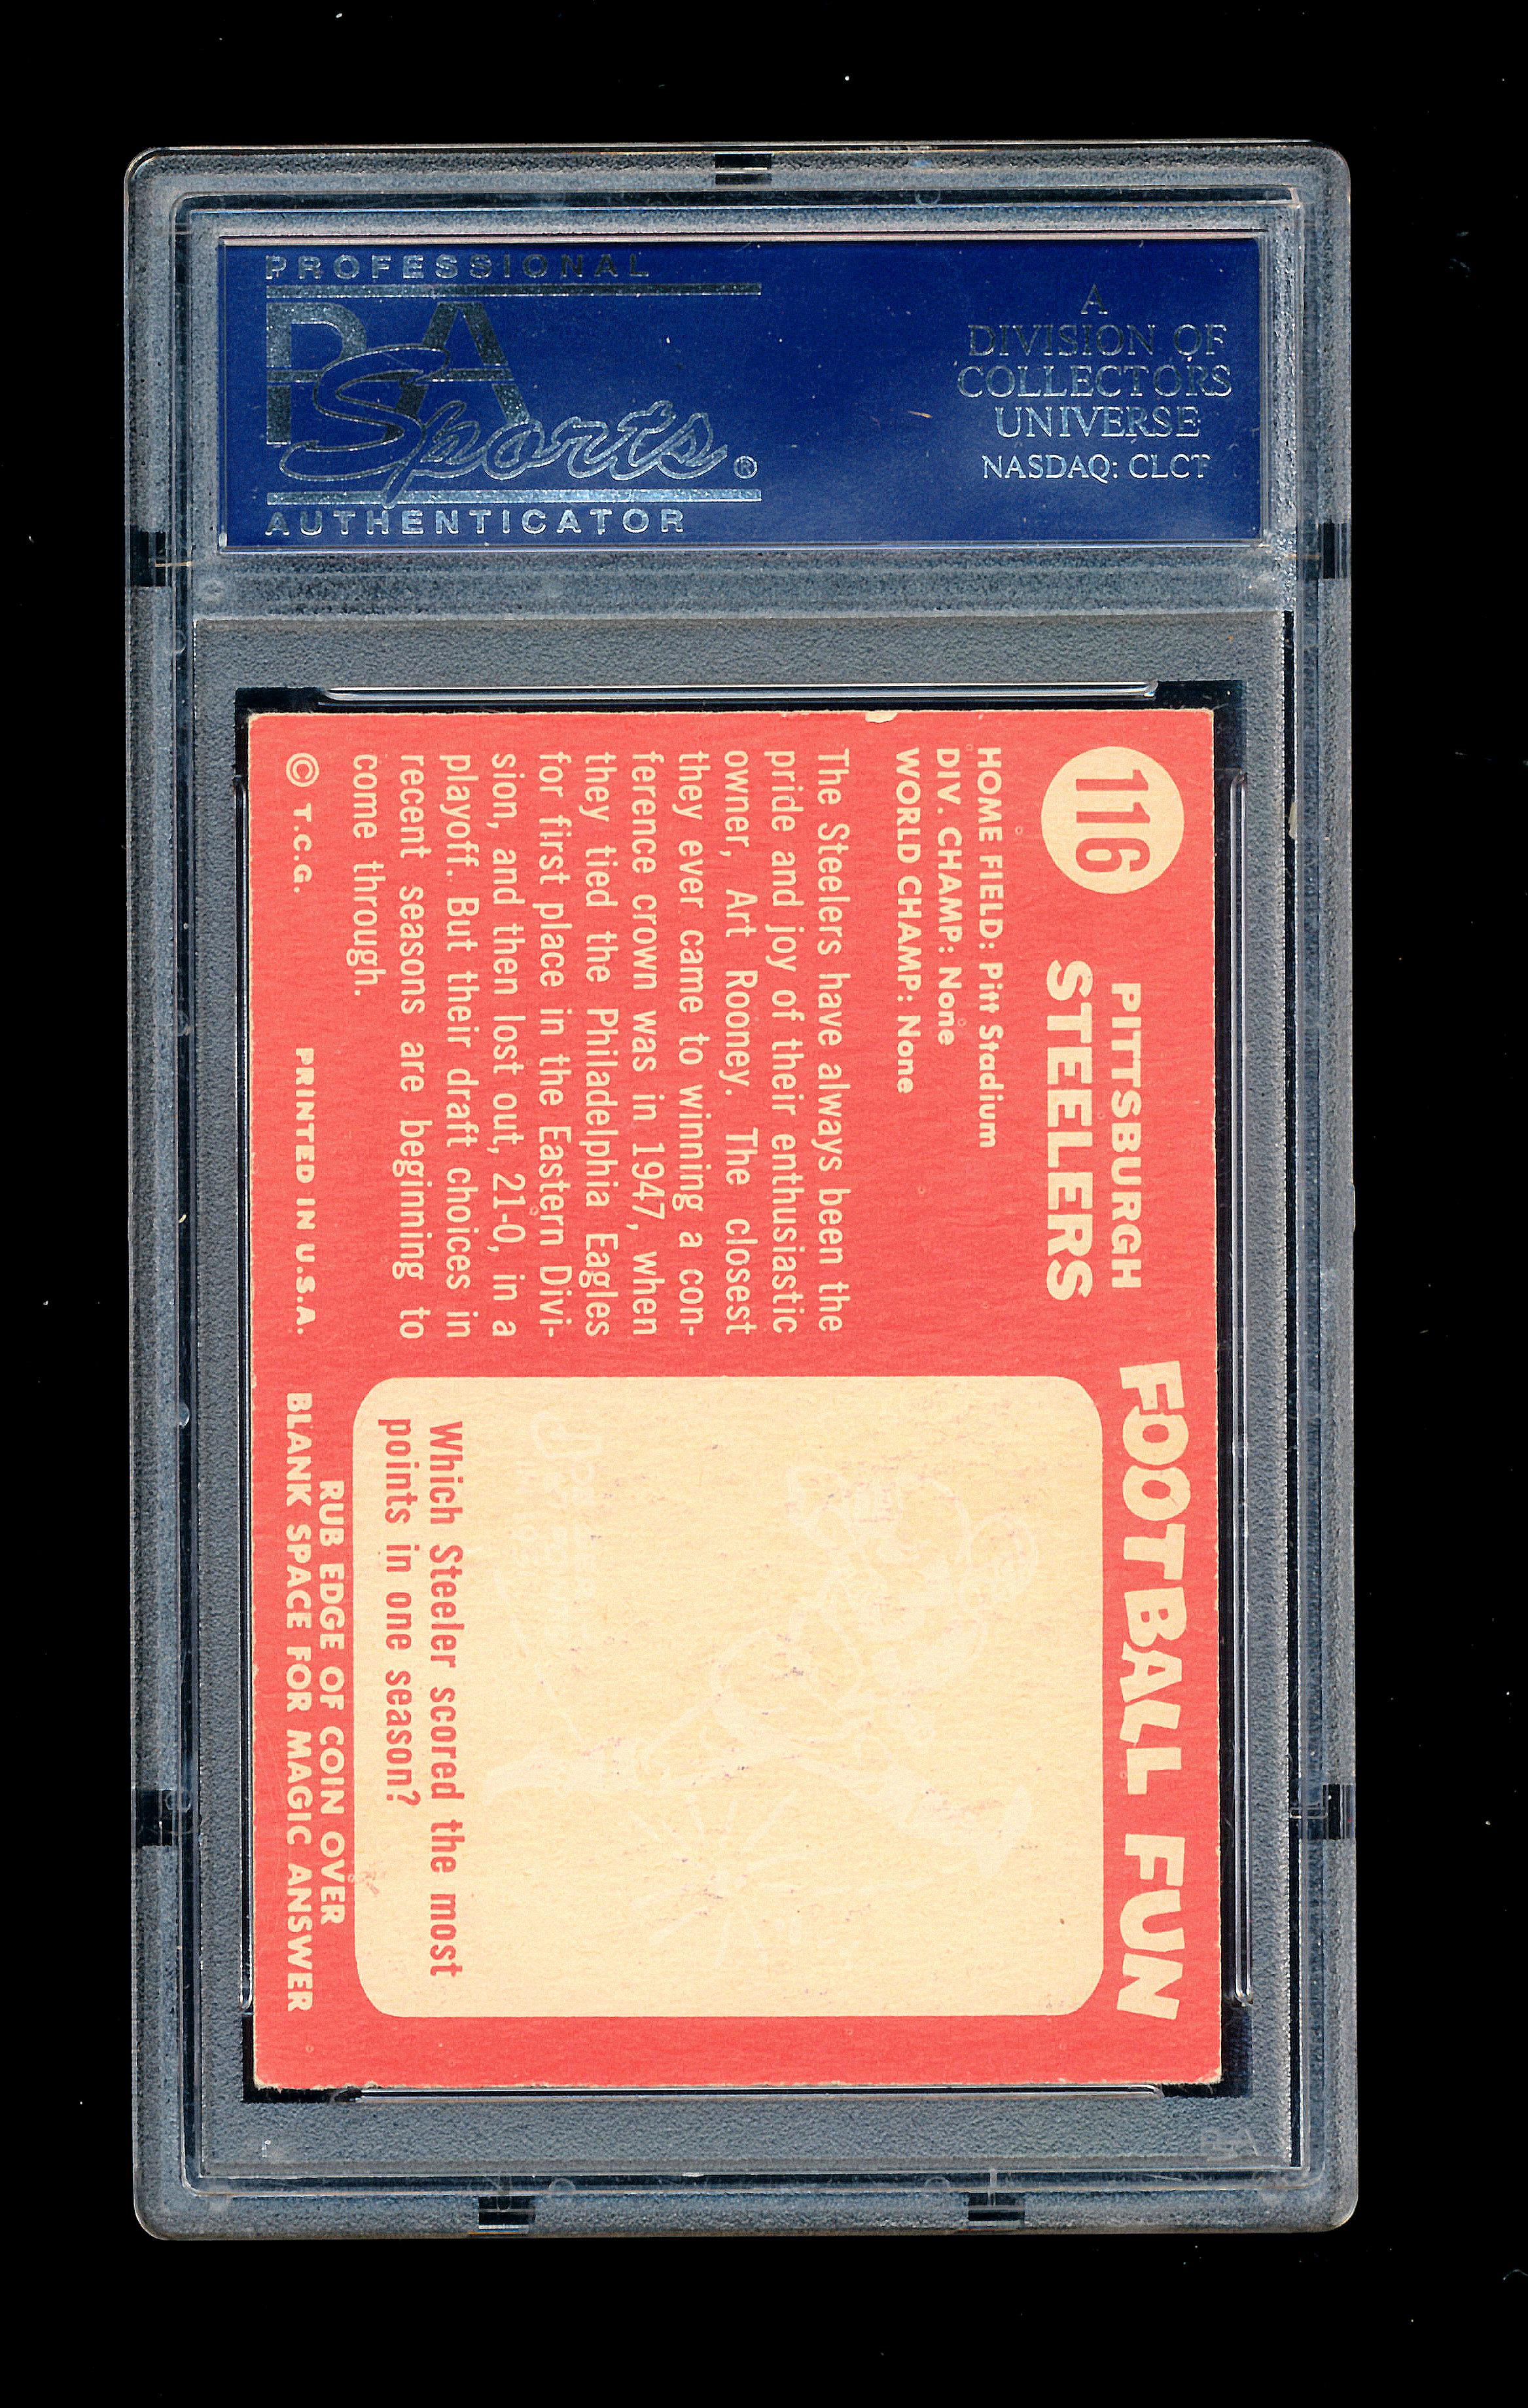 PROFESSIONAL
PSA
Sports®
AUTHENTICATOR
A
DIVISION OF
COLLECTORS
UNIVERSE
NASDAQ: CLCT
116
PITTSBURGH
STEELERS
HOME FIELD: Pitt Stadium
DIV. CHAMP: None
WORLD CHAMP: None
The Steelers have always been the
pride and joy of their enthusiastic
owner, Art Rooney. The closest
they ever came to winning a con-
ference crown was in 1947, when
they tied the Philadelphia Eagles
for first place in the Eastern Divi-
sion, and then lost out, 21-0, in a
playoff. But their draft choices in
recent seasons are beginning to
come through.
© T.C.G.
PRINTED IN U.S.A.
FOOTBALL FUN
Which Steeler scored the most
points in one season?
RUB EDGE OF COIN OVER
BLANK SPACE FOR MAGIC ANSWER
PSA